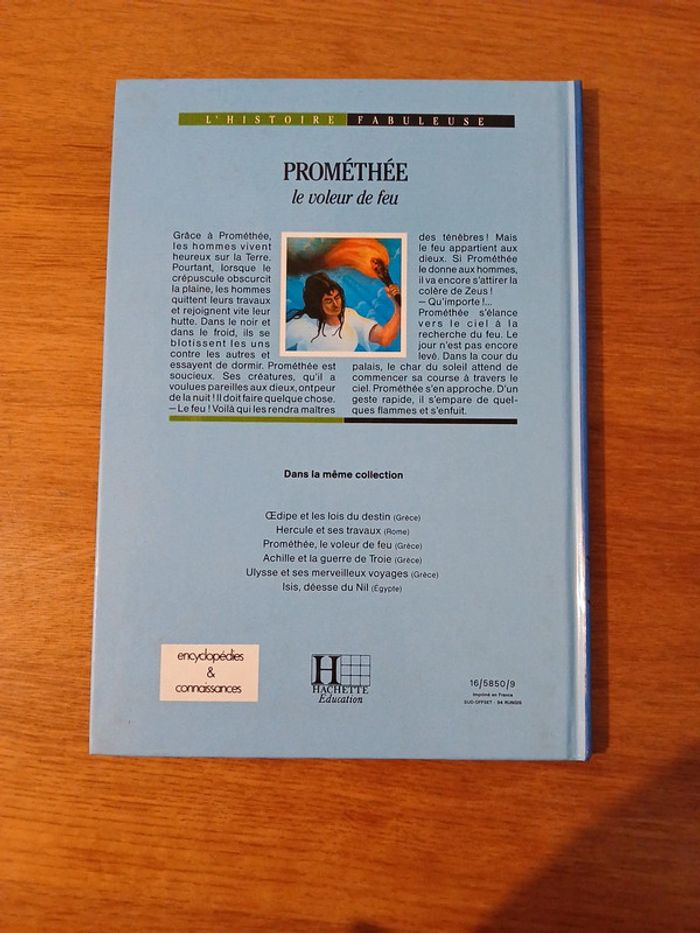 L'HISTOIRE FABULEUSE
PROMÉTHÉE
le voleur de feu
Grâce à Prométhée,
les hommes vivent
heureux sur la Terre.
Pourtant, lorsque le
crépuscule obscurcit
la plaine, les hommes
quittent leurs travaux
et rejoignent vite leur
hutte. Dans le noir et
dans le froid, ils se
blotissent les uns
contre les autres et
essayent de dormir. Prométhée est
soucieux. Ses créatures, qu'il a
voulues pareilles aux dieux, ont peur
de la nuit ! Il doit faire quelque chose.
— Le feu ! Voilà qui les rendra maîtres
des ténèbres ! Mais
le feu appartient aux
dieux. Si Prométhée
le donne aux hommes,
il va encore s'attirer la
colère de Zeus !
— Qu'importe !...
Prométhée s'élance
vers le ciel à la
recherche du feu. Le
jour n'est pas encore
levé. Dans la cour du
palais, le char du soleil attend de
commencer sa course à travers le
ciel. Prométhée s'en approche. D'un
geste rapide, il s'empare de quel-
ques flammes et s'enfuit.
Dans la même collection
Œdipe et les lois du destin (Grèce)
Hercule et ses travaux (Rome)
Prométhée, le voleur de feu (Grèce)
Achille et la guerre de Troie (Grèce)
Ulysse et ses merveilleux voyages (Grèce)
Isis, déesse du Nil (Égypte)
encyclopédies
&
connaissances
H
HACHETTE
Education
16/5850/9
Imprimé en France
SUD-OFFSET - 94 RUNGIS